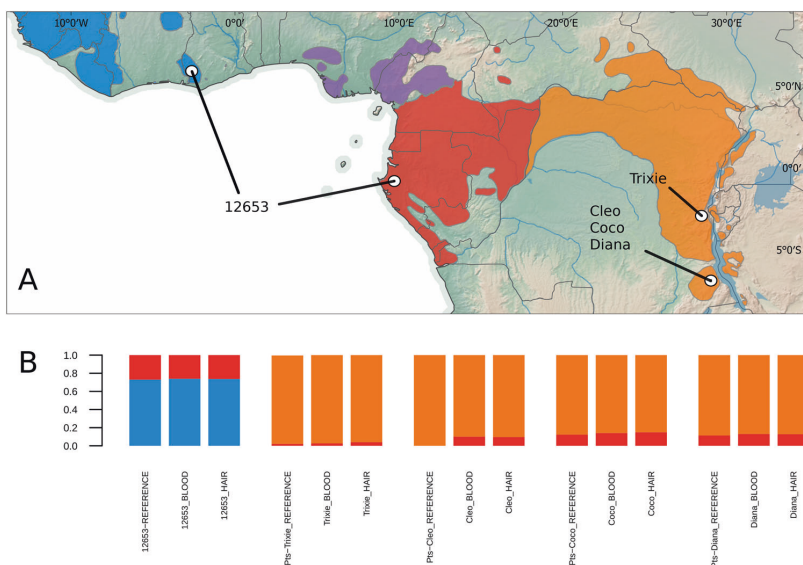 10°0'W 0°0' 10°0'E 20°0'E 30°0'E
5°0'N
0°0'
5°0'S
12653
Trixie
Cleo
Coco
Diana
A
B
1.0
0.8
0.6
0.4
0.2
0.0
12653−REFERENCE
12653_BLOOD
12653_HAIR
Pts−Trixie_REFERENCE
Trixie_BLOOD
Trixie_HAIR
Pts−Cleo_REFERENCE
Cleo_BLOOD
Cleo_HAIR
Pts−Coco_REFERENCE
Coco_BLOOD
Coco_HAIR
Pts−Diana_REFERENCE
Diana_BLOOD
Diana_HAIR